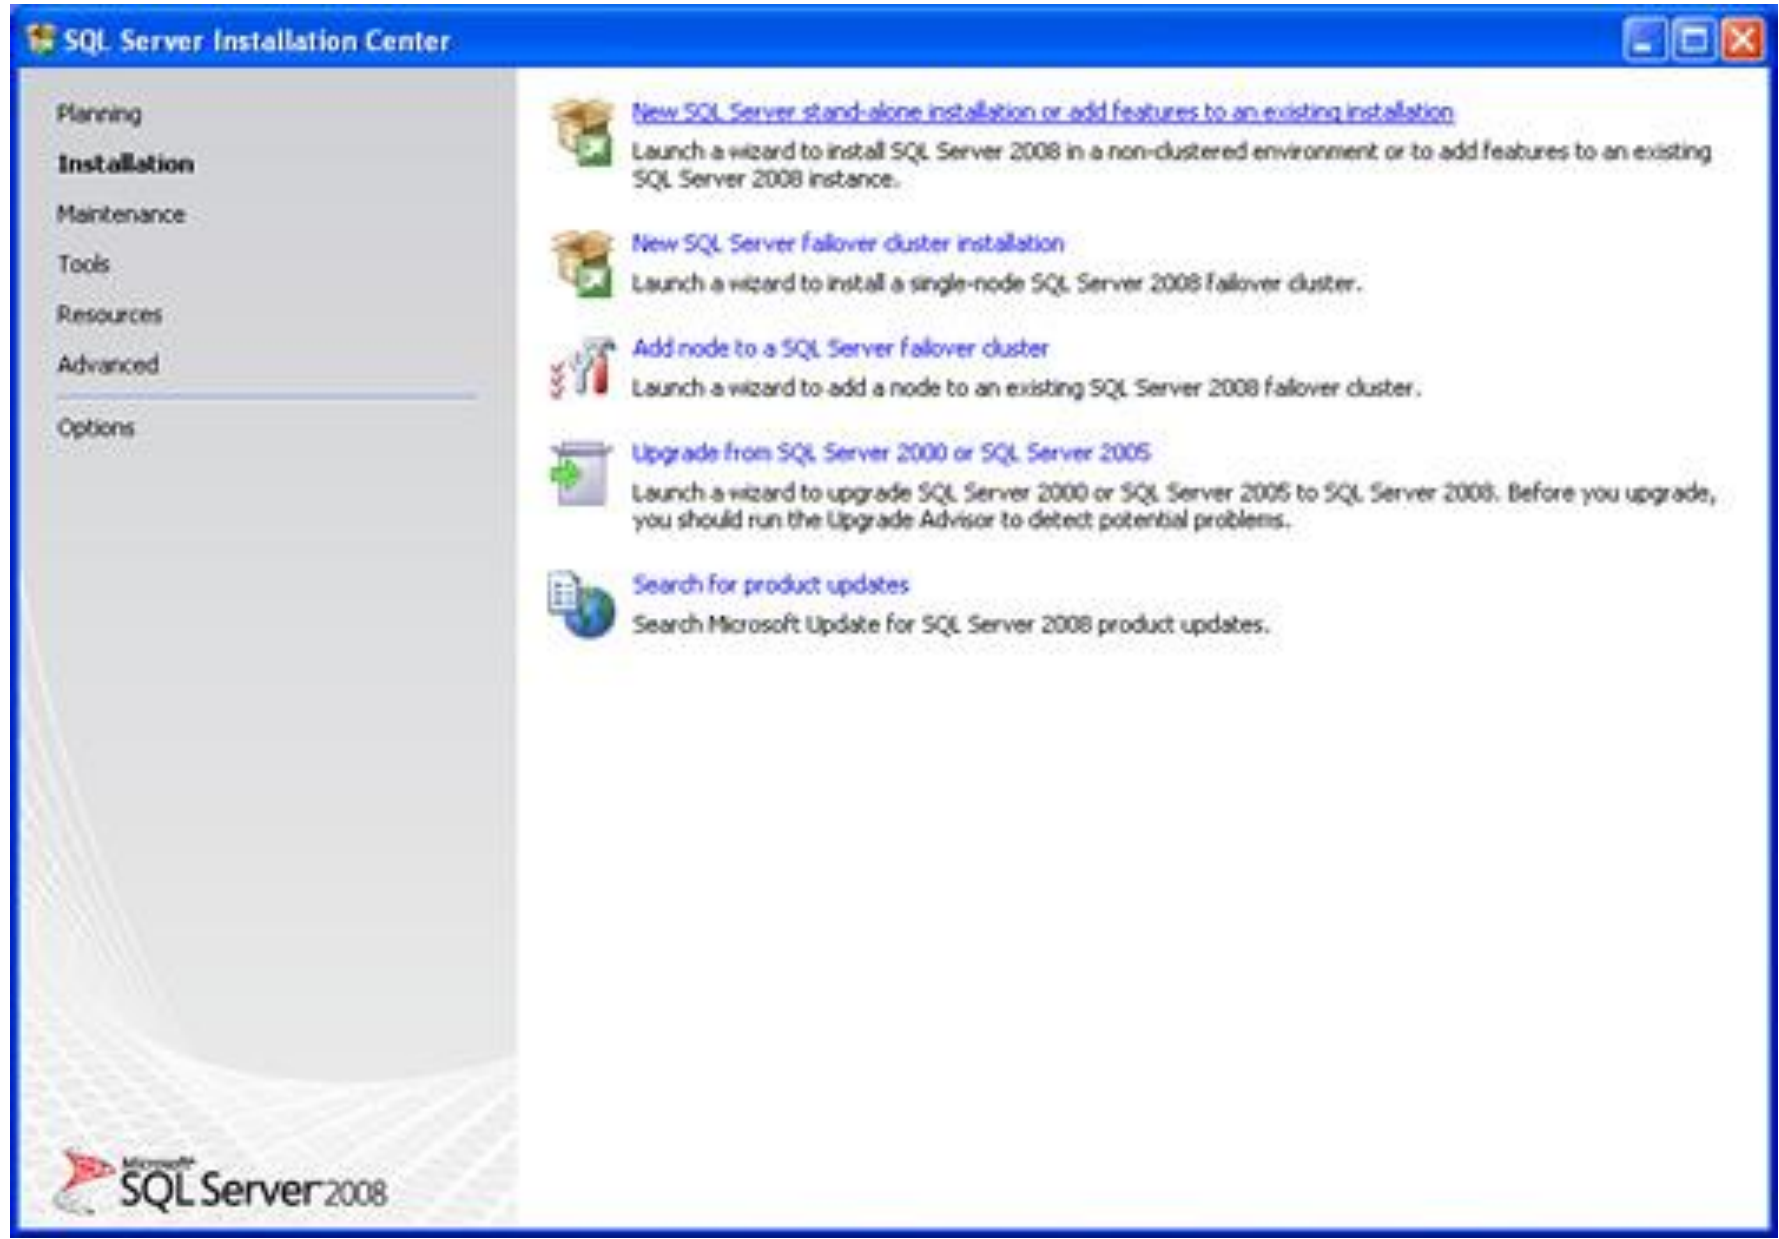 SQL Server Installation Center
Planning
Installation
Maintenance
Tools
Resources
Advanced
Options
New SQL Server stand-alone installation or add features to an existing installation
Launch a wizard to install SQL Server 2008 in a non-clustered environment or to add features to an existing
SQL Server 2008 instance.
New SQL Server failover cluster installation
Launch a wizard to install a single-node SQL Server 2008 failover cluster.
Add node to a SQL Server failover cluster
Launch a wizard to add a node to an existing SQL Server 2008 failover cluster.
Upgrade from SQL Server 2000 or SQL Server 2005
Launch a wizard to upgrade SQL Server 2000 or SQL Server 2005 to SQL Server 2008. Before you upgrade,
you should run the Upgrade Advisor to detect potential problems.
Search for product updates
Search Microsoft Update for SQL Server 2008 product updates.
Microsoft
SQL Server 2008